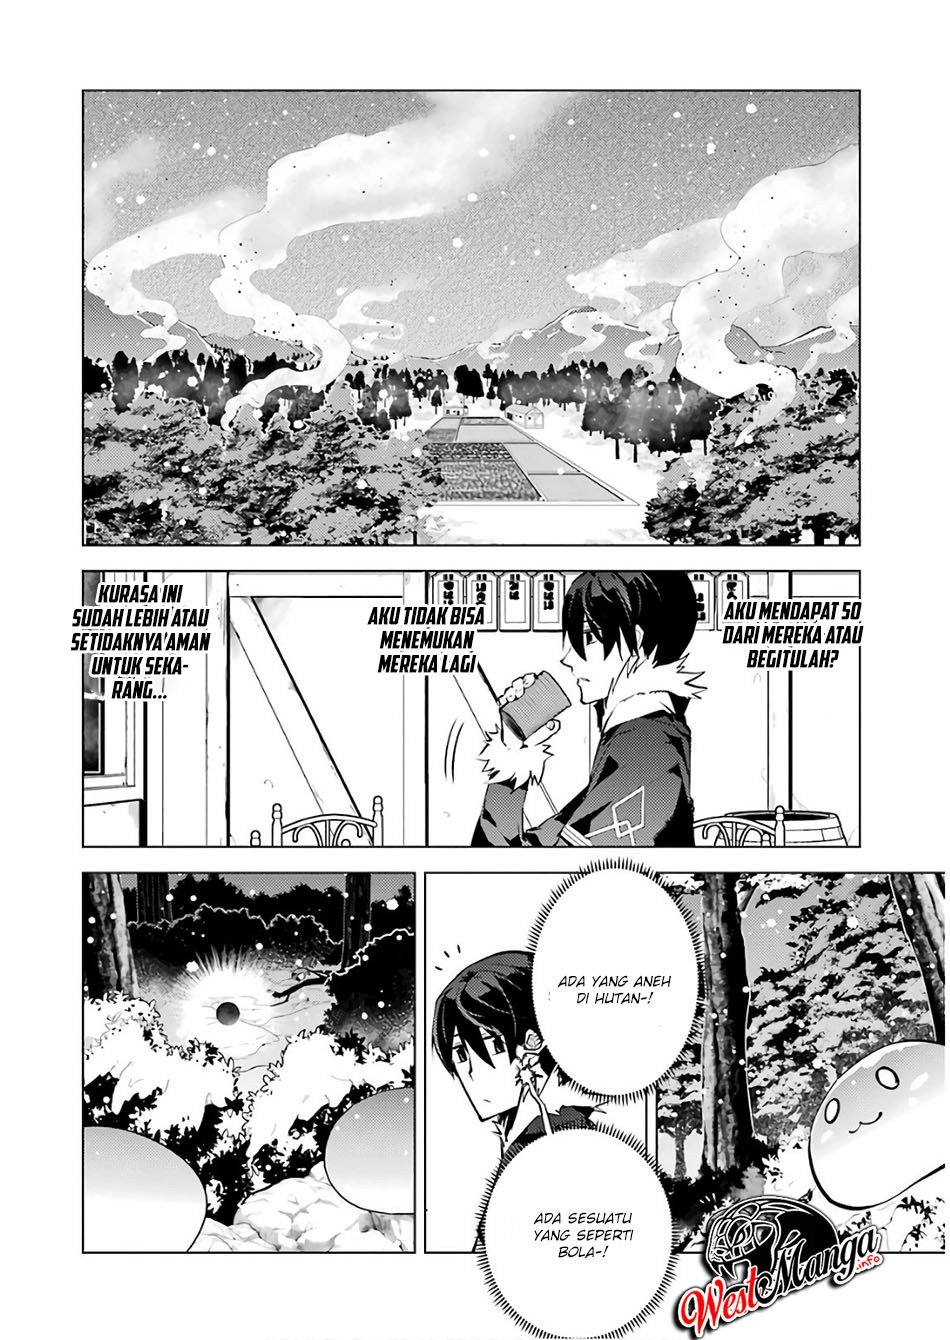 AKU MENDAPAT 50
DARI MEREKA ATAU
BEGITULAH?
AKU TIDAK BISA
MENEMUKAN
MEREKA LAGI
KURASA INI
SUDAH LEBIH ATAU
SETIDAKNYA AMAN
UNTUK SEKA-
RANG...
ADA YANG ANEH
DI HUTAN-!
ADA SESUATU
YANG SEPERTI
BOLA-!
WestManga
.info